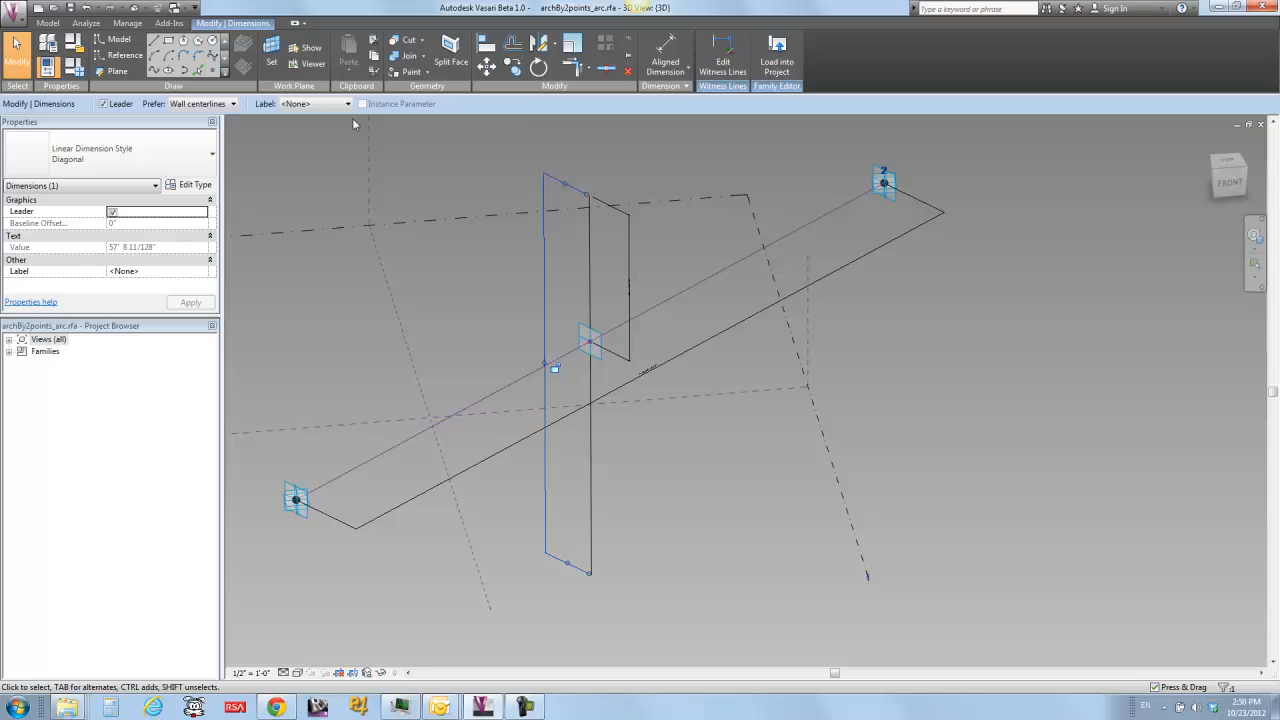 Autodesk Vasari Beta 1.0 - archBy2points_arc.rfa - 3D View: {3D}
Type a keyword or phrase
Sign In
Model Analyze Manage Add-Ins Modify | Dimensions
Modify
Model
Reference
Plane
Set
Show
Viewer
Paste
Cut
Join
Paint
Split Face
Aligned Dimension
Edit Witness Lines
Load into Project
Select Properties Draw Work Plane Clipboard Geometry Modify Dimension Witness Lines Family Editor
Modify | Dimensions Leader Prefer: Wall centerlines Label: <None> Instance Parameter
Properties
Linear Dimension Style
Diagonal
Dimensions (1) Edit Type
Graphics
Leader
Baseline Offset... 0"
Text
Value 57' 8 11/128"
Other
Label <None>
Properties help Apply
archBy2points_arc.rfa - Project Browser
Views (all)
Families
2
FRONT
1/2" = 1'-0"
Click to select, TAB for alternates, CTRL adds, SHIFT unselects.
Press & Drag
:1
RSA
EN
2:50 PM
10/23/2012